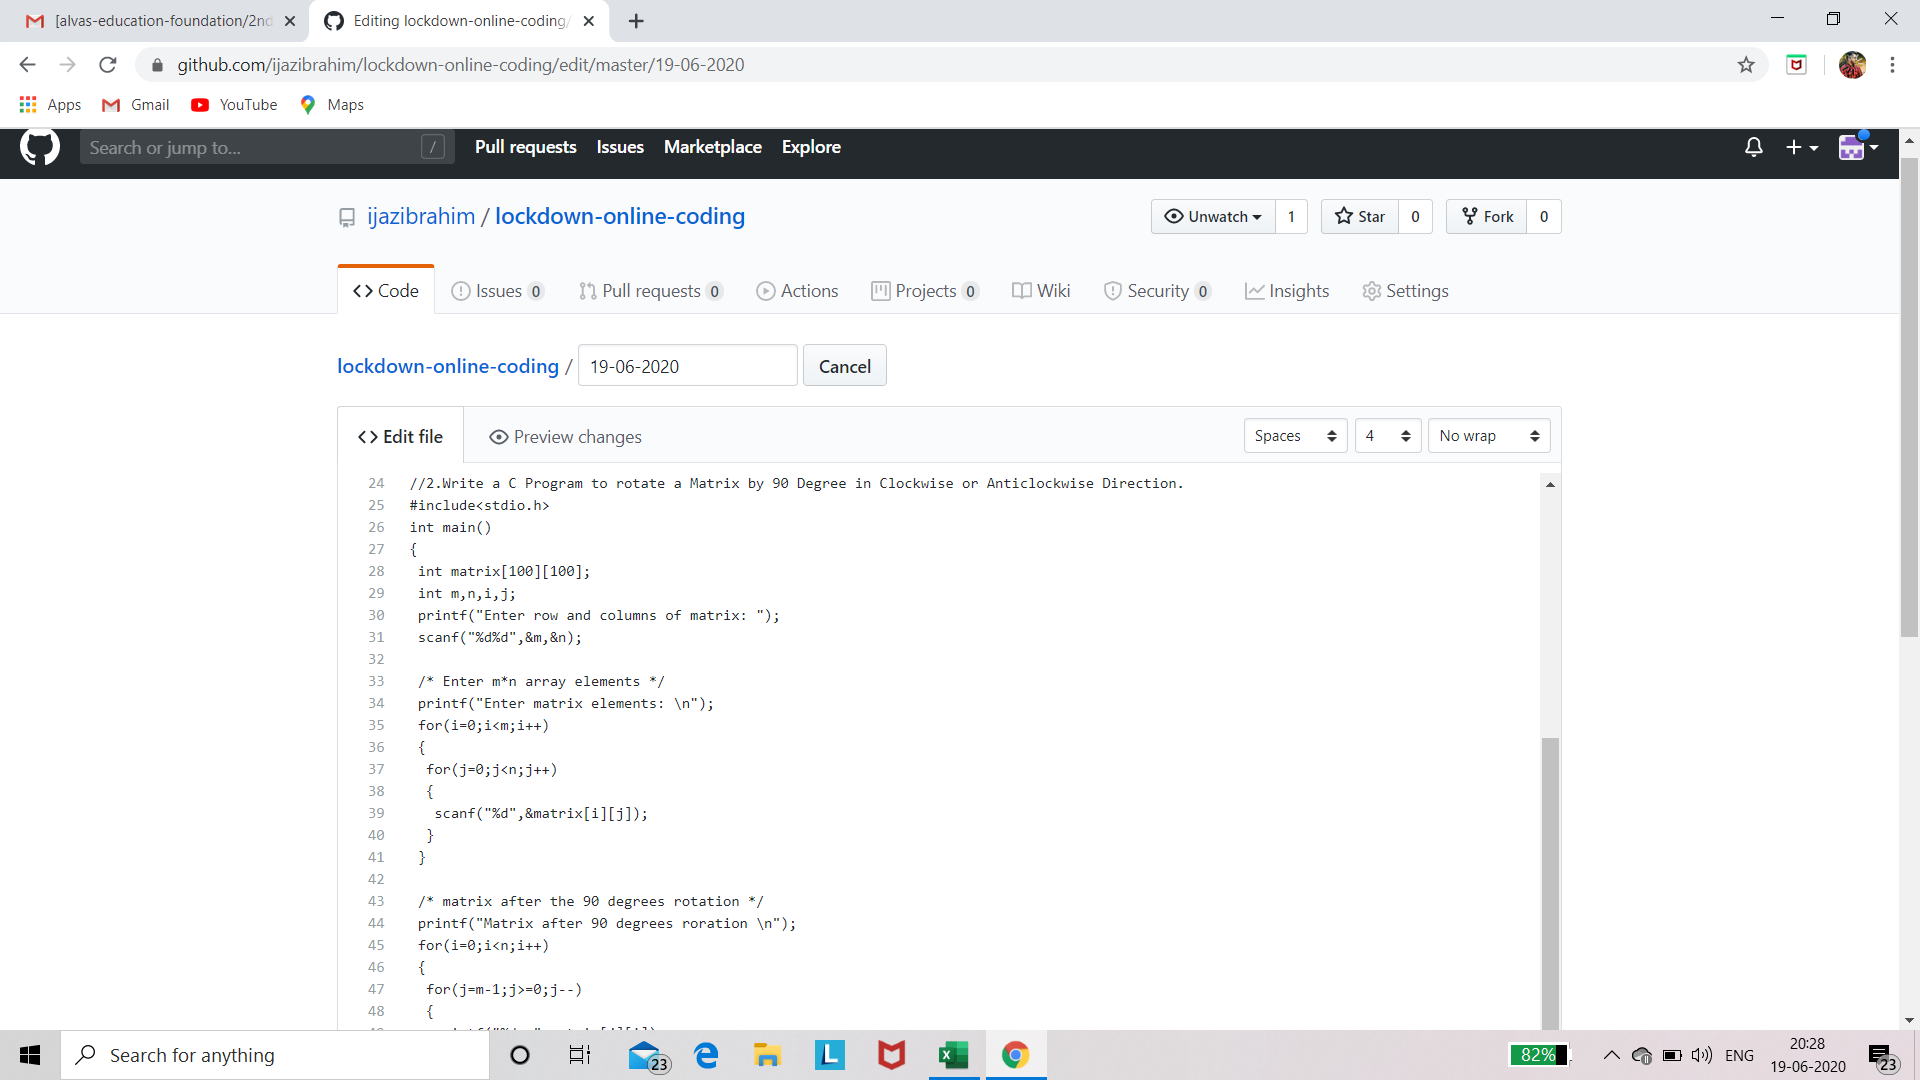 [alvas-education-foundation/2nd
Editing lockdown-online-coding/
github.com/ijazibrahim/lockdown-online-coding/edit/master/19-06-2020
Apps Gmail YouTube Maps
Search or jump to... / Pull requests Issues Marketplace Explore
ijazibrahim / lockdown-online-coding
Unwatch 1 Star 0 Fork 0
Code Issues 0 Pull requests 0 Actions Projects 0 Wiki Security 0 Insights Settings
lockdown-online-coding / 19-06-2020 Cancel
Edit file Preview changes Spaces 4 No wrap
24 //2.Write a C Program to rotate a Matrix by 90 Degree in Clockwise or Anticlockwise Direction.
25 #include<stdio.h>
26 int main()
27 {
28 int matrix[100][100];
29 int m,n,i,j;
30 printf("Enter row and columns of matrix: ");
31 scanf("%d%d",&m,&n);
32
33 /* Enter m*n array elements */
34 printf("Enter matrix elements: \n");
35 for(i=0;i<m;i++)
36 {
37 for(j=0;j<n;j++)
38 {
39 scanf("%d",&matrix[i][j]);
40 }
41 }
42
43 /* matrix after the 90 degrees rotation */
44 printf("Matrix after 90 degrees roration \n");
45 for(i=0;i<n;i++)
46 {
47 for(j=m-1;j>=0;j--)
48 {
Search for anything
23
82%
ENG
20:28
19-06-2020
23